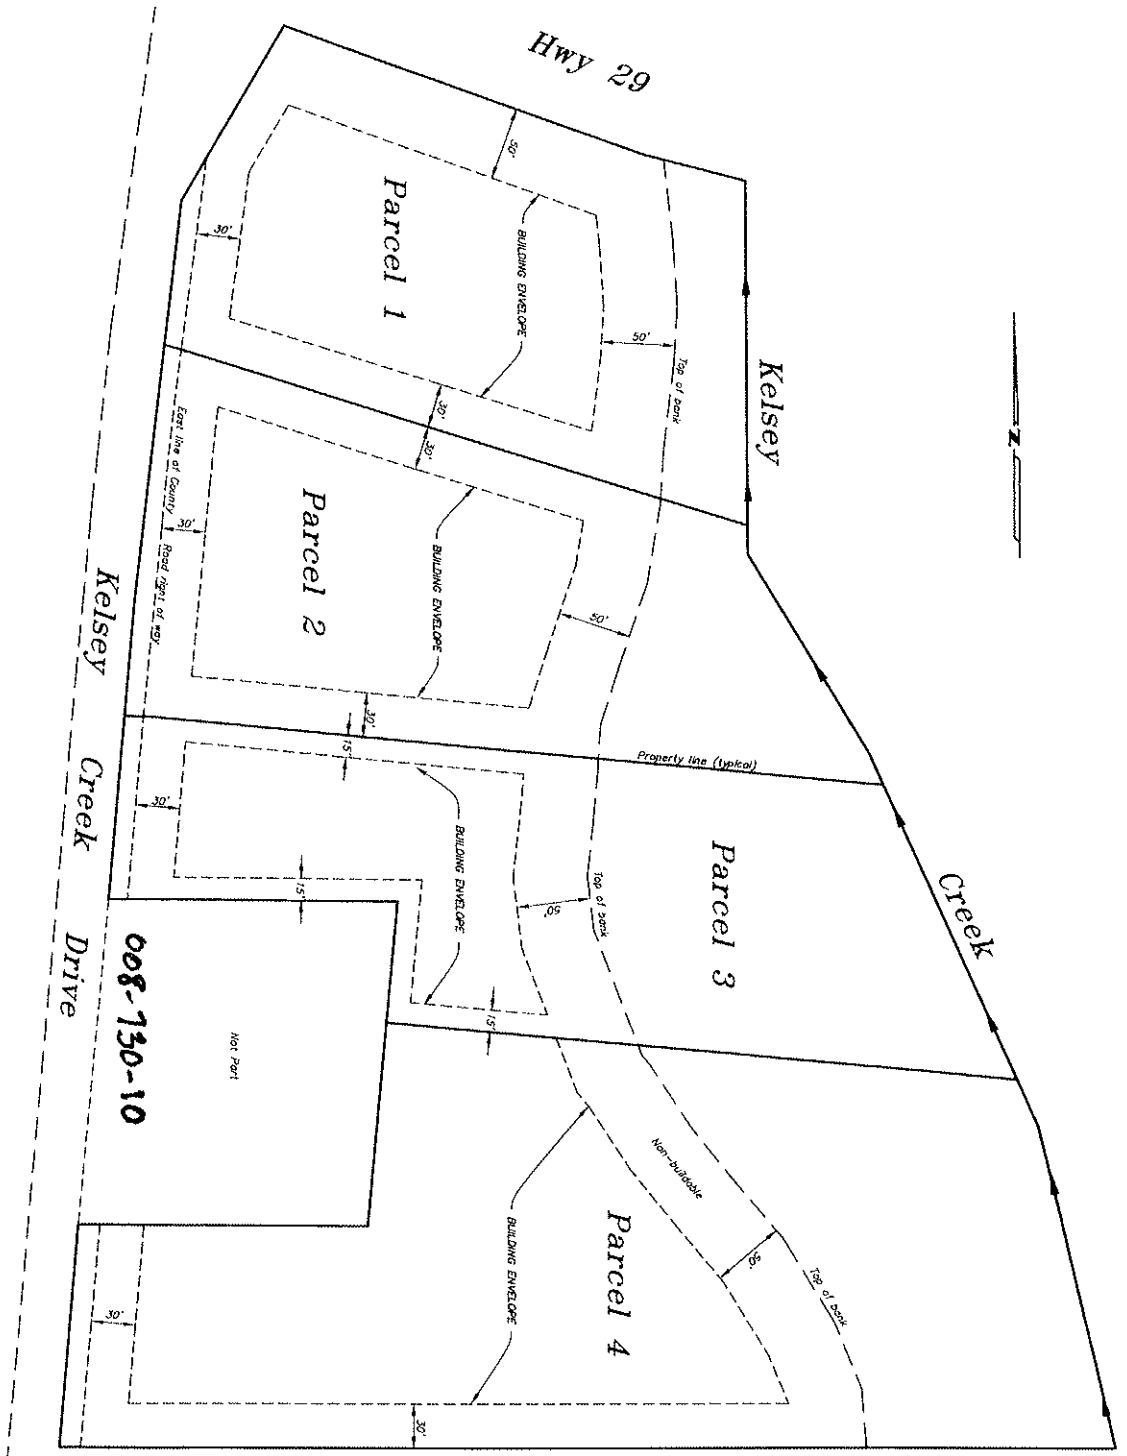 Hwy 29
50'
Parcel 1
BUILDING ENVELOPE
30'
50'
Top of bank
Kelsey
N
30'
30'
East line of County Road right of way
30'
Parcel 2
BUILDING ENVELOPE
50'
30'
15'
Property line (typical)
Kelsey Creek Drive
30'
BUILDING ENVELOPE
15'
50'
Top of bank
Parcel 3
Creek
15'
008-730-10
Not Part
Non-buildable
50'
Top of bank
BUILDING ENVELOPE
Parcel 4
30'
30'